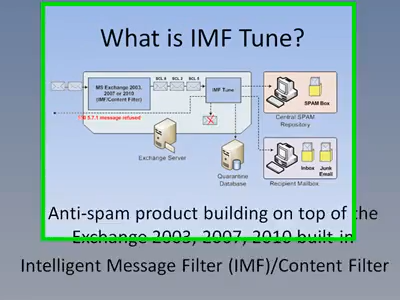 What is IMF Tune?
MS Exchange 2003,
2007 or 2010
(IMF/Content Filter)
SCL 0
SCL 2
SCL 5
IMF Tune
SPAM Box
5.7.1 message refused
Central SPAM
Repository
Exchange Server
Quarantine
Database
Inbox
Junk
Email
Recipient Mailbox
Anti-spam product building on top of the
Exchange 2003, 2007, 2010 built-in
Intelligent Message Filter (IMF)/Content Filter